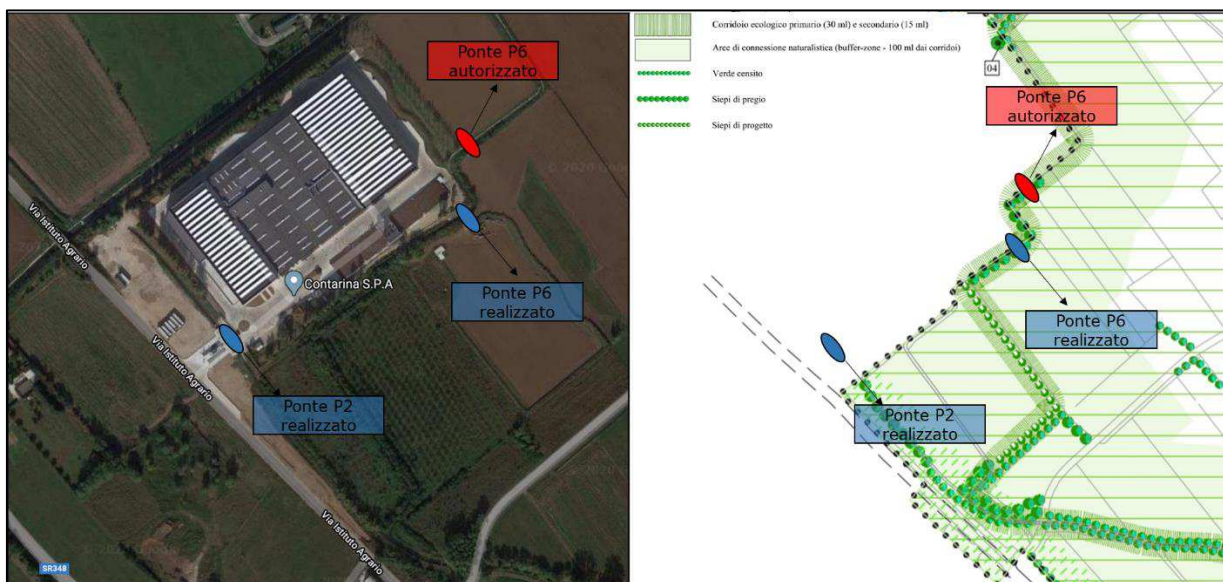 Ponte P6
autorizzato
Via Istituto Agrario
Contarina S.P.A
Ponte P6
realizzato
Via Istituto Agrario
Ponte P2
realizzato
Via Istituto Agrario
SR348
Corridoio ecologico primario (30 ml) e secondario (15 ml)
Aree di connessione naturalistica (buffer-zone - 100 ml dai corridoi)
Verde censito
Siepi di pregio
Siepi di progetto
04
Ponte P6
autorizzato
Ponte P6
realizzato
Ponte P2
realizzato